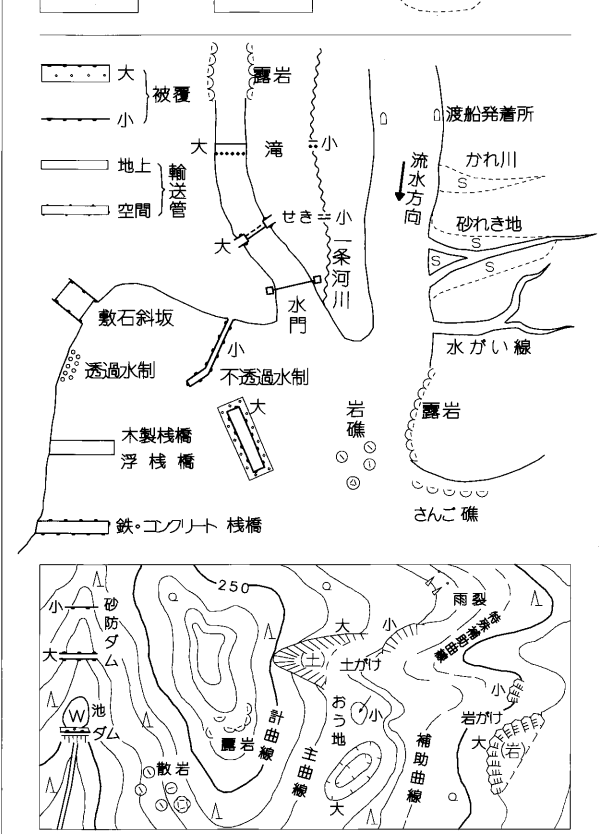 大
被覆
小
地上
輸送管
空間
露岩
大
滝
小
せき
小
大
一条河川
水門
渡船発着所
流水方向
かれ川
S
砂れき地
S
S
S
水がい線
敷石斜坂
小
透過水制
不透過水制
大
岩礁
露岩
木製桟橋
浮桟橋
さんご礁
鉄・コンクリート桟橋
250
雨裂
小
砂防ダム
大
小
特殊補助曲線
大
土
土がけ
小
W
池
ダム
おう地
小
岩がけ
大
(岩)
露岩
計曲線
主曲線
補助曲線
散岩
大